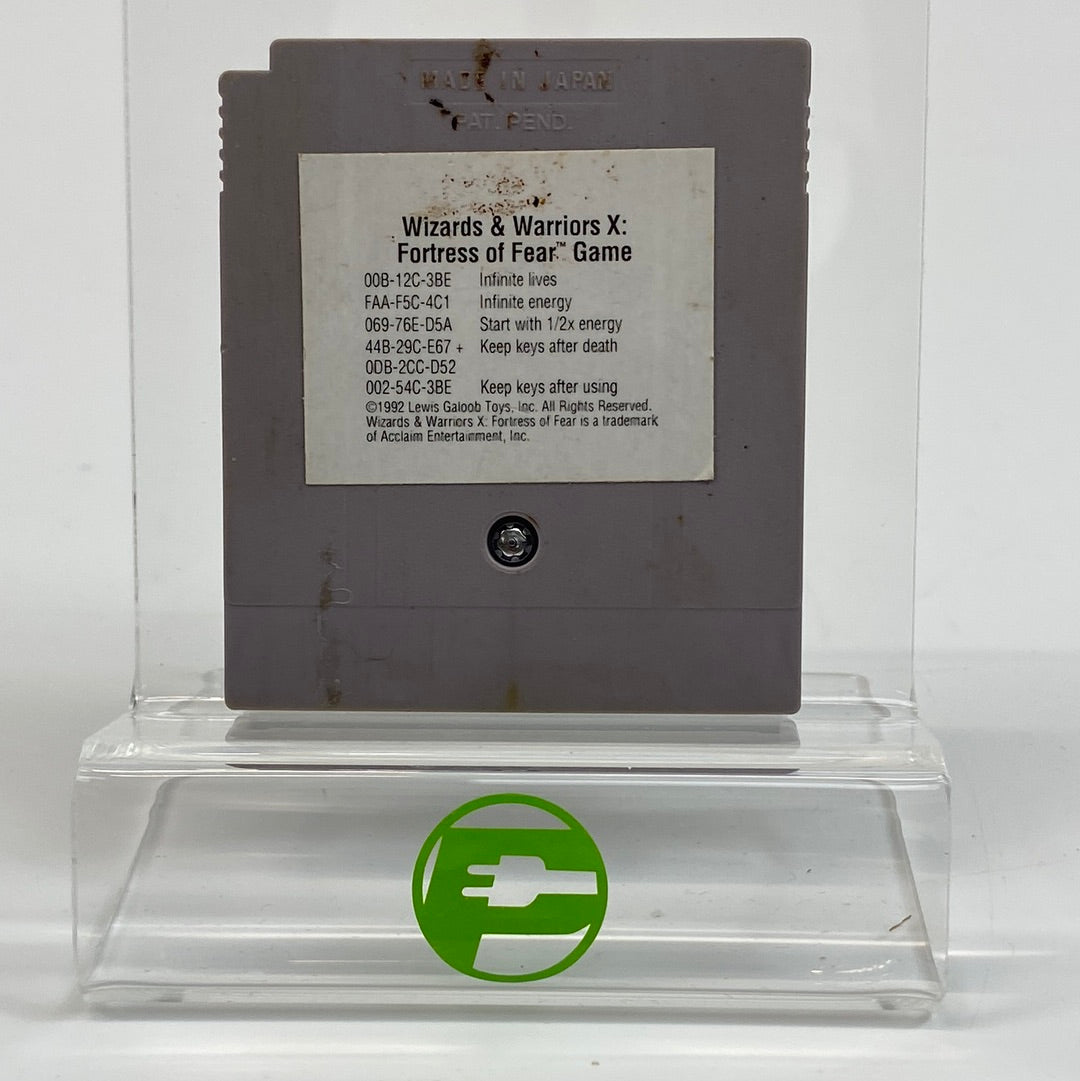 MADE IN JAPAN
PAT. PEND.
Wizards & Warriors X:
Fortress of Fear™ Game
00B-12C-3BE Infinite lives
FAA-F5C-4C1 Infinite energy
069-76E-D5A Start with 1/2x energy
44B-29C-E67 + Keep keys after death
0DB-2CC-D52
002-54C-3BE Keep keys after using
©1992 Lewis Galoob Toys, Inc. All Rights Reserved.
Wizards & Warriors X: Fortress of Fear is a trademark
of Acclaim Entertainment, Inc.